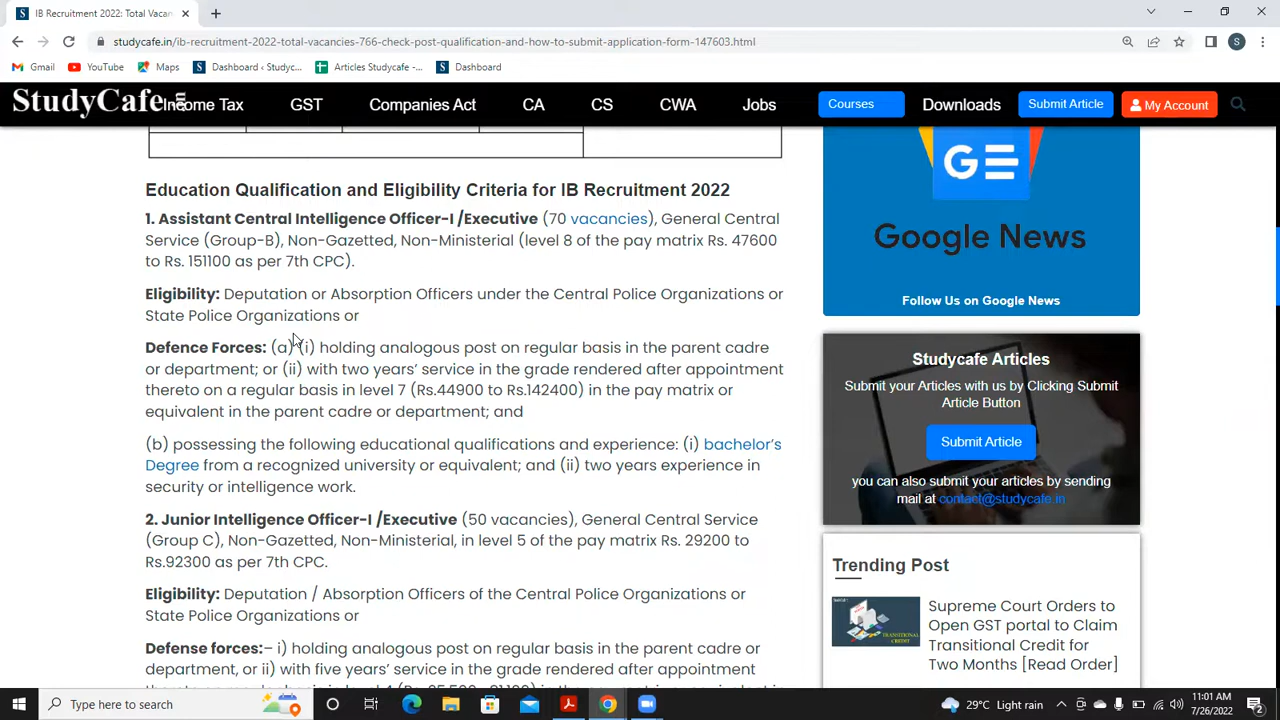 IB Recruitment 2022: Total Vacan
studycafe.in/ib-recruitment-2022-total-vacancies-766-check-post-qualification-and-how-to-submit-application-form-147603.html
S
Gmail
YouTube
Maps
Dashboard ‹ Studyc...
Articles Studycafe -...
Dashboard
StudyCafe.in
Income Tax
GST
Companies Act
CA
CS
CWA
Jobs
Courses
Downloads
Submit Article
My Account
Education Qualification and Eligibility Criteria for IB Recruitment 2022
1. Assistant Central Intelligence Officer-I /Executive (70 vacancies), General Central
Service (Group-B), Non-Gazetted, Non-Ministerial (level 8 of the pay matrix Rs. 47600
to Rs. 151100 as per 7th CPC).
Eligibility: Deputation or Absorption Officers under the Central Police Organizations or
State Police Organizations or
Defence Forces: (a) (i) holding analogous post on regular basis in the parent cadre
or department; or (ii) with two years’ service in the grade rendered after appointment
thereto on a regular basis in level 7 (Rs.44900 to Rs.142400) in the pay matrix or
equivalent in the parent cadre or department; and
(b) possessing the following educational qualifications and experience: (i) bachelor’s
Degree from a recognized university or equivalent; and (ii) two years experience in
security or intelligence work.
2. Junior Intelligence Officer-I /Executive (50 vacancies), General Central Service
(Group C), Non-Gazetted, Non-Ministerial, in level 5 of the pay matrix Rs. 29200 to
Rs.92300 as per 7th CPC.
Eligibility: Deputation / Absorption Officers of the Central Police Organizations or
State Police Organizations or
Defense forces:– i) holding analogous post on regular basis in the parent cadre or
department, or ii) with five years’ service in the grade rendered after appointment
G
Google News
Follow Us on Google News
Studycafe Articles
Submit your Articles with us by Clicking Submit
Article Button
Submit Article
you can also submit your articles by sending
mail at contact@studycafe.in
Trending Post
TRANSITIONAL
CREDIT
Supreme Court Orders to
Open GST portal to Claim
Transitional Credit for
Two Months [Read Order]
Type here to search
29°C Light rain
11:01 AM
7/26/2022
2